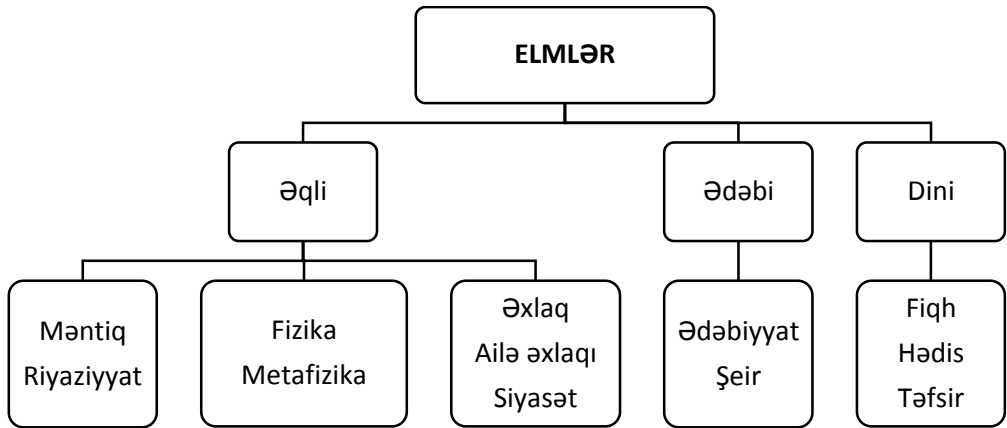 ELMLƏR
Əqli
Ədəbi
Dini
Məntiq
Riyaziyyat
Fizika
Metafizika
Əxlaq
Ailə əxlaqı
Siyasət
Ədəbiyyat
Şeir
Fiqh
Hədis
Təfsir